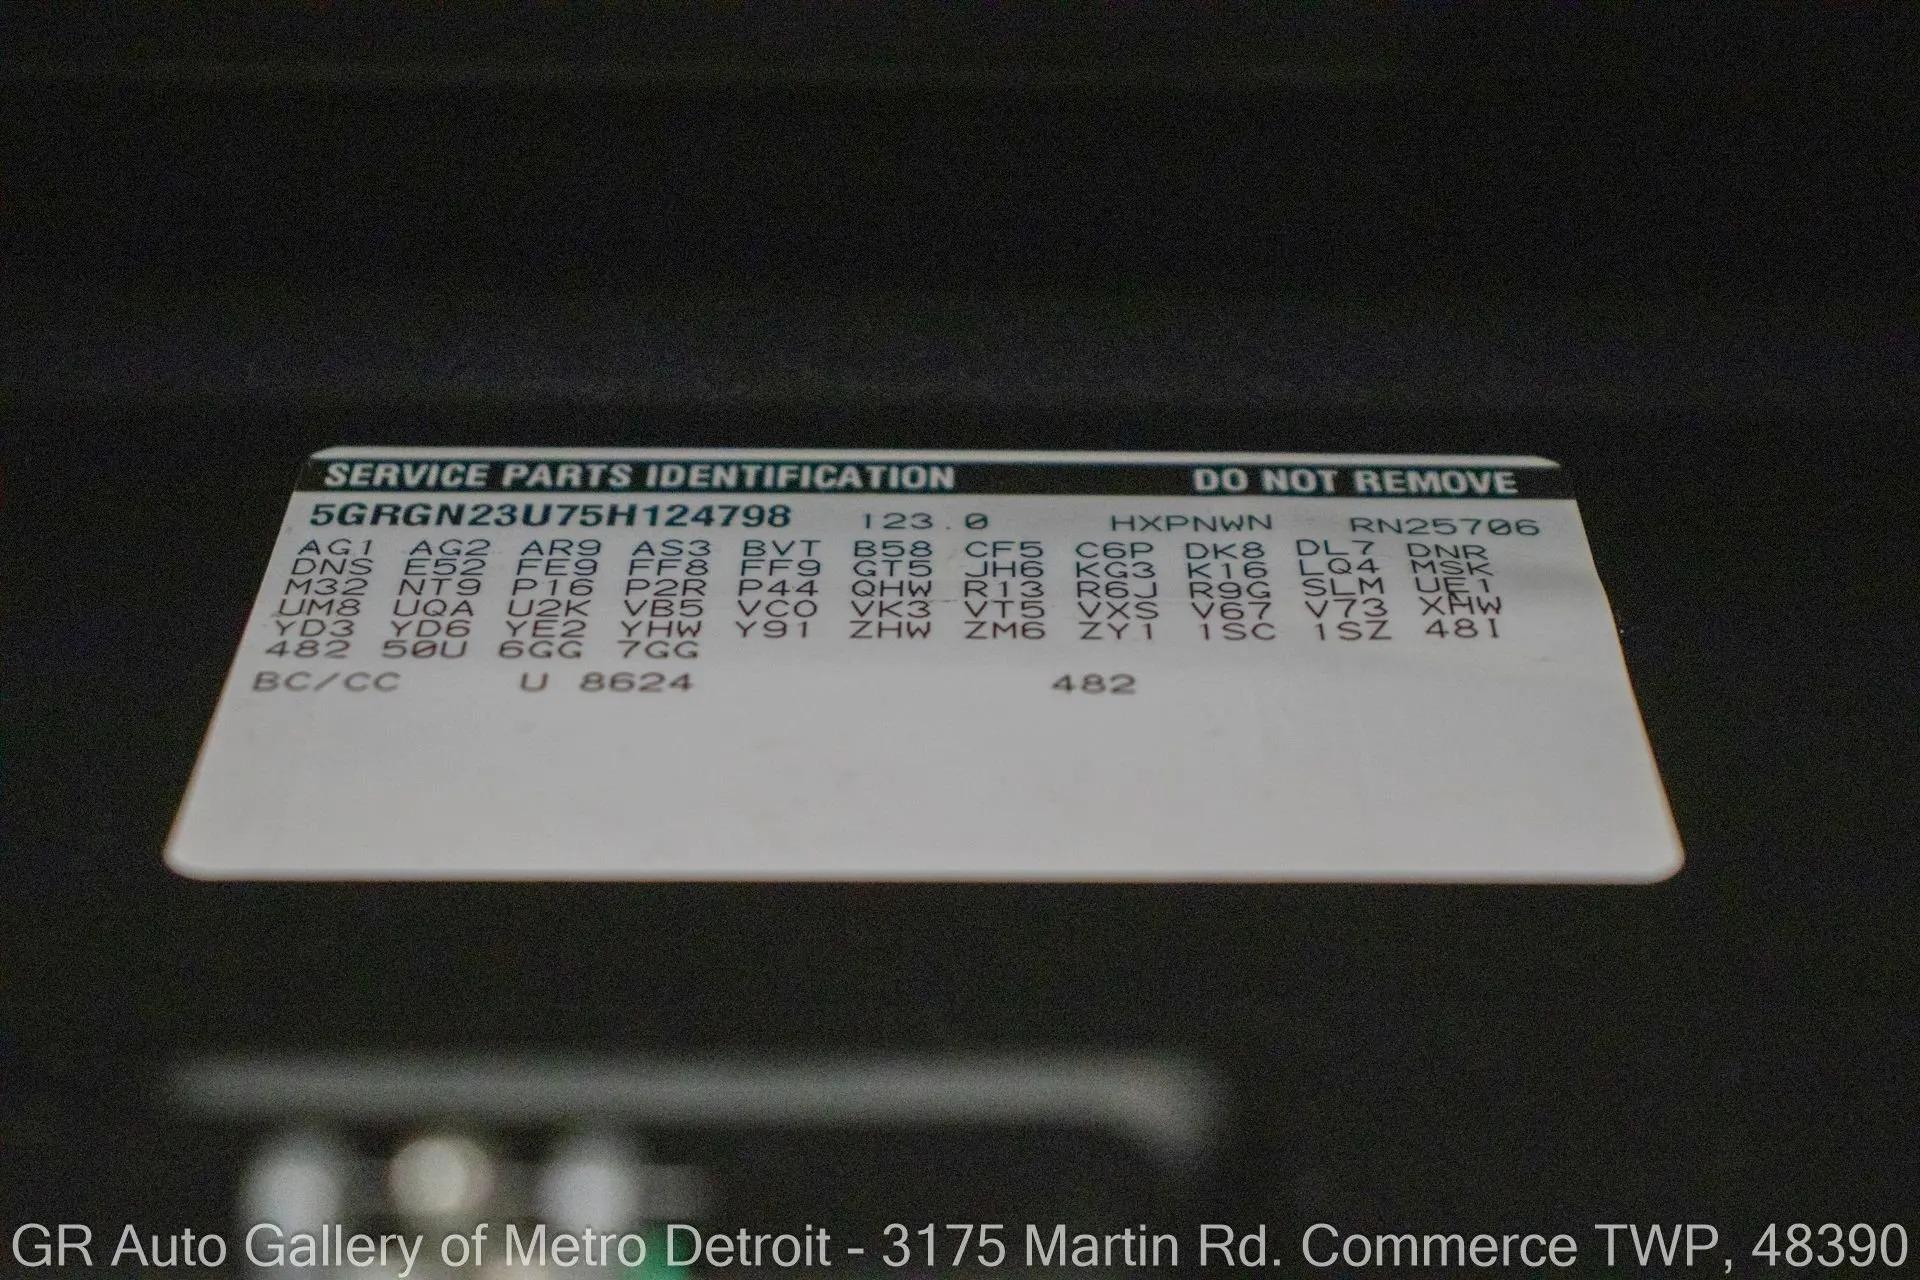 SERVICE PARTS IDENTIFICATION DO NOT REMOVE
5GRGN23U75H124798 123.0 HXPNWN RN25706
AG1 AG2 AR9 AS3 BVT B58 CF5 C6P DK8 DL7 DNR
DNS E52 FE9 FF8 FF9 GT5 JH6 KG3 K16 LQ4 MSK
M32 NT9 P16 P2R P44 QHW R13 R6J R9G SLM UE1
UM8 UQA U2K VB5 VC0 VK3 VT5 VXS V67 V73 XHW
YD3 YD6 YE2 YHW Y91 ZHW ZM6 ZY1 1SC 1SZ 48I
482 50U 6GG 7GG
BC/CC U 8624 482
GR Auto Gallery of Metro Detroit - 3175 Martin Rd. Commerce TWP, 48390